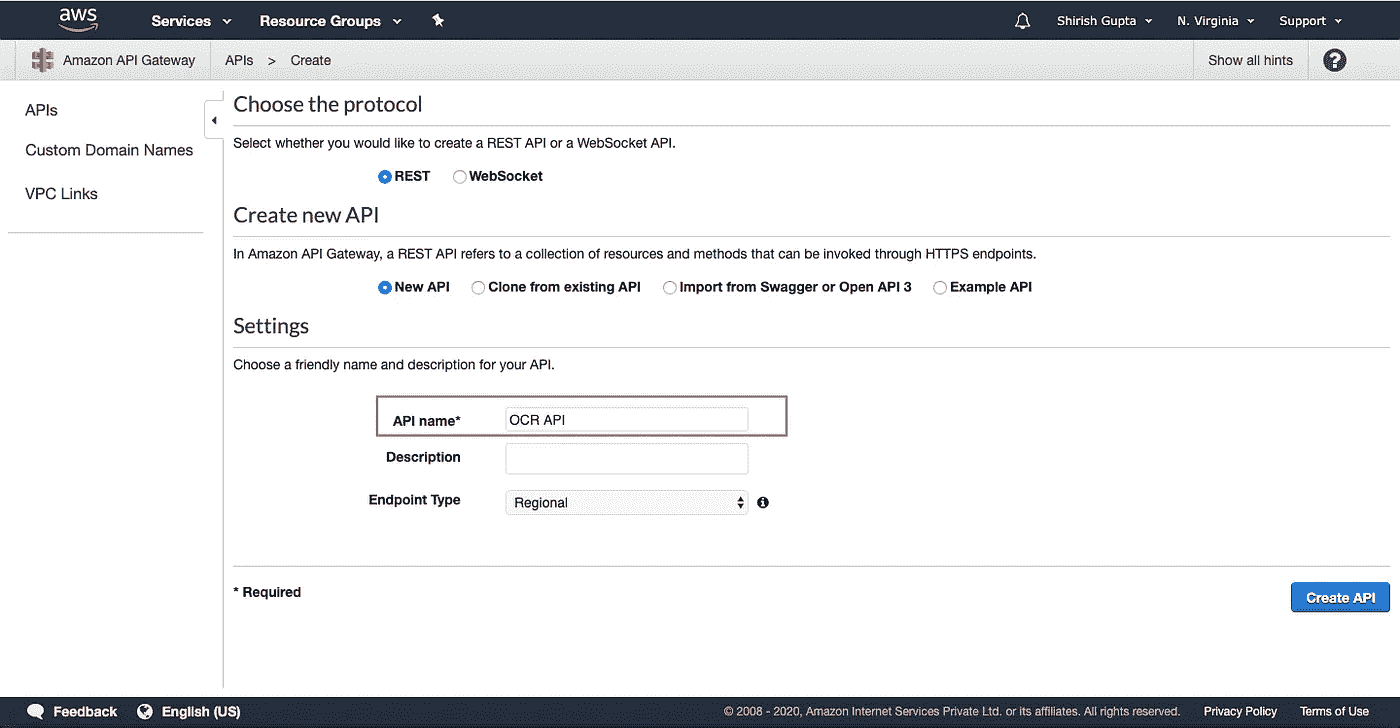 aws Services Resource Groups Shirish Gupta N. Virginia Support
Amazon API Gateway APIs > Create Show all hints ?
APIs
Custom Domain Names
VPC Links
Choose the protocol
Select whether you would like to create a REST API or a WebSocket API.
REST WebSocket
Create new API
In Amazon API Gateway, a REST API refers to a collection of resources and methods that can be invoked through HTTPS endpoints.
New API Clone from existing API Import from Swagger or Open API 3 Example API
Settings
Choose a friendly name and description for your API.
API name* OCR API
Description
Endpoint Type Regional
* Required
Create API
Feedback English (US) © 2008 - 2020, Amazon Internet Services Private Ltd. or its affiliates. All rights reserved. Privacy Policy Terms of Use